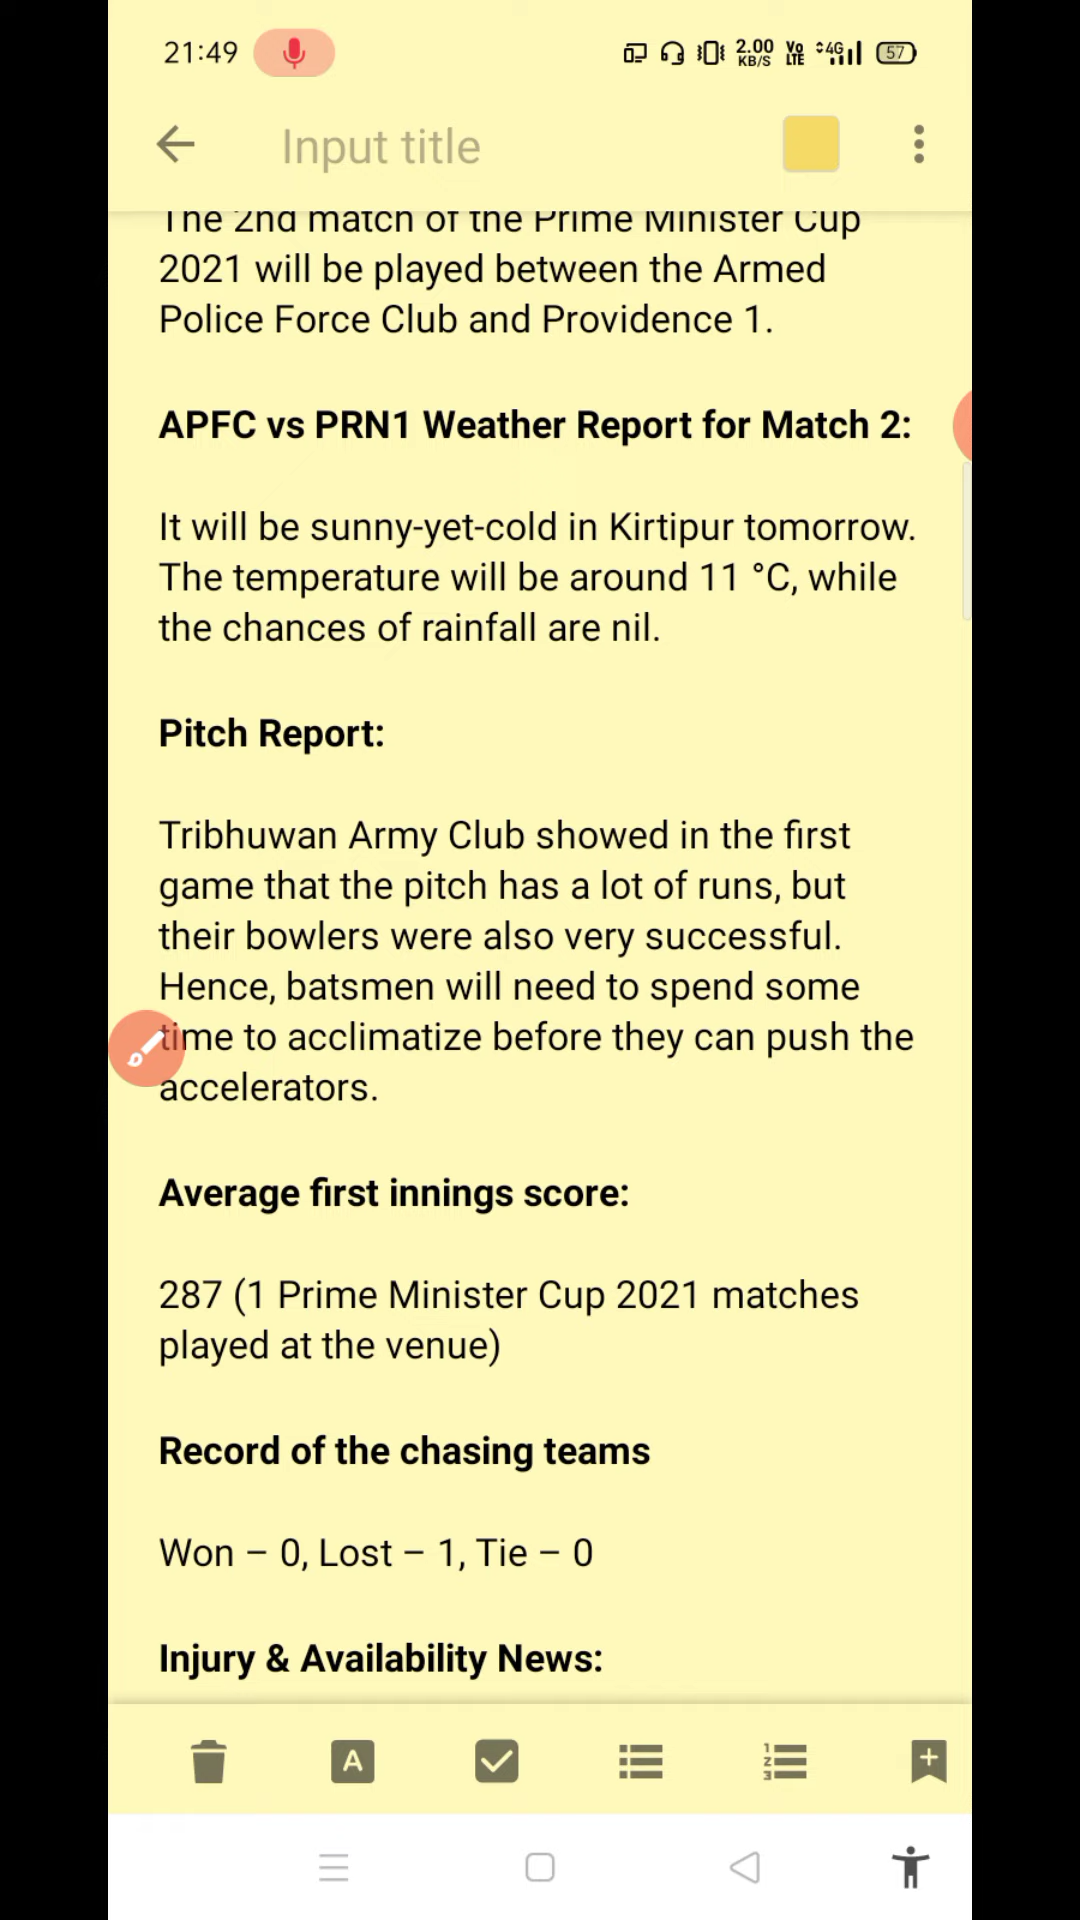 21:49
2.00
KB/S
Vo
LTE
4G
57
Input title
The 2nd match of the Prime Minister Cup
2021 will be played between the Armed
Police Force Club and Providence 1.
APFC vs PRN1 Weather Report for Match 2:
It will be sunny-yet-cold in Kirtipur tomorrow.
The temperature will be around 11 °C, while
the chances of rainfall are nil.
Pitch Report:
Tribhuwan Army Club showed in the first
game that the pitch has a lot of runs, but
their bowlers were also very successful.
Hence, batsmen will need to spend some
time to acclimatize before they can push the
accelerators.
Average first innings score:
287 (1 Prime Minister Cup 2021 matches
played at the venue)
Record of the chasing teams
Won – 0, Lost – 1, Tie – 0
Injury & Availability News: